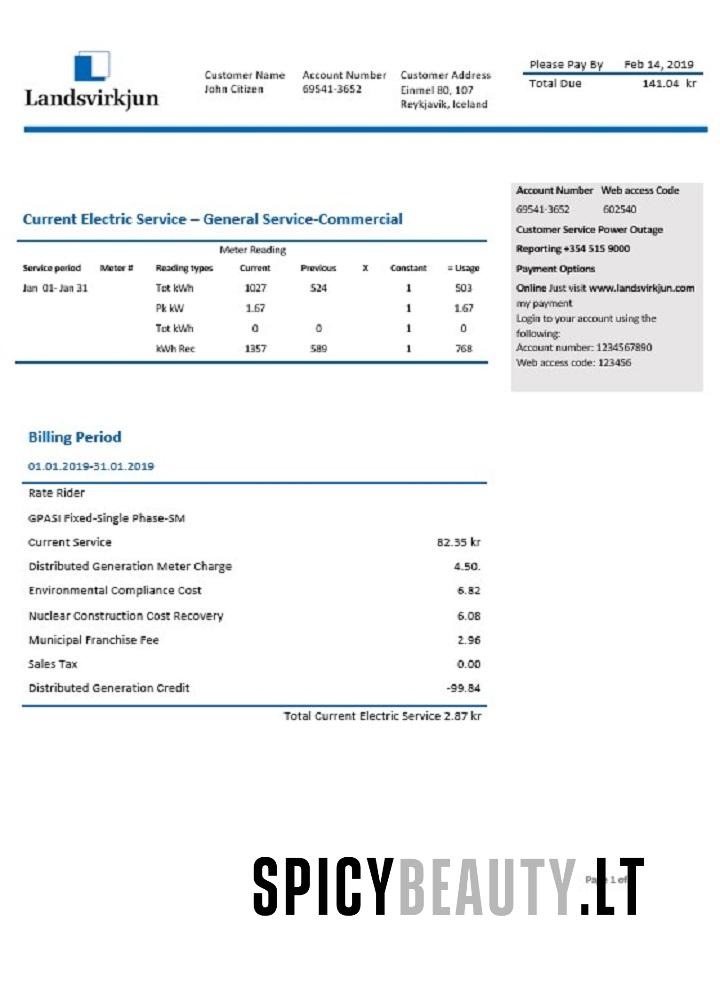 Landsvirkjun
Customer Name Account Number Customer Address
John Citizen 69541-3652 Einmel 80, 107
Reykjavik, Iceland
Please Pay By Feb 14, 2019
Total Due 141.04 kr
Current Electric Service – General Service-Commercial
Meter Reading
Service period Meter # Reading types Current Previous X Constant = Usage
Jan 01-Jan 31 Tot kWh 1027 524 1 503
Pk kW 1.67 1 1.67
Tot kWh 0 0 1 0
kWh Rec 1357 589 1 768
Account Number Web access Code
69541-3652 602540
Customer Service Power Outage
Reporting +354 515 9000
Payment Options
Online Just visit www.landsvirkjun.com
my payment
Login to your account using the
following:
Account number: 1234567890
Web access code: 123456
Billing Period
01.01.2019-31.01.2019
Rate Rider
GPASI Fixed-Single Phase-SM
Current Service 82.35 kr
Distributed Generation Meter Charge 4.50.
Environmental Compliance Cost 6.82
Nuclear Construction Cost Recovery 6.08
Municipal Franchise Fee 2.96
Sales Tax 0.00
Distributed Generation Credit -99.84
Total Current Electric Service 2.87 kr
SPICYBEAUTY.LT
1 of